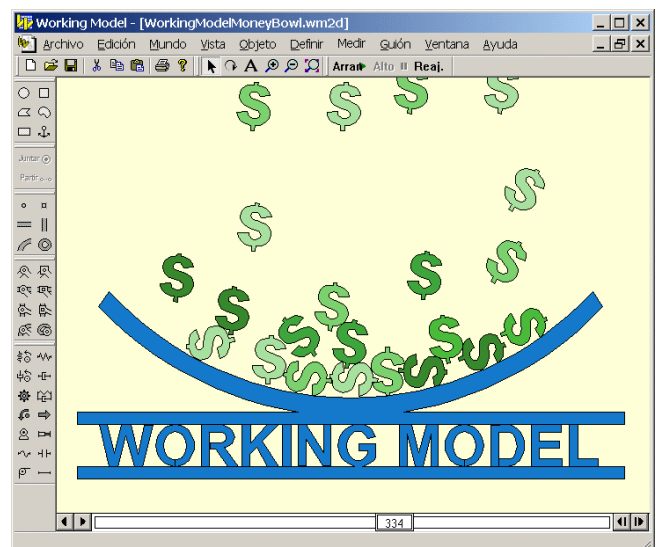 Working Model - [WorkingModelMoneyBowl.wm2d]
Archivo Edición Mundo Vista Objeto Definir Medir Guión Ventana Ayuda
A Arran Alto II Reaj.
Juntar
Partir
$ $ $ $
$
$
$ $ $
$ $
$ $ $ $ $
$ $ $ $ $ $
WORKING MODEL
334